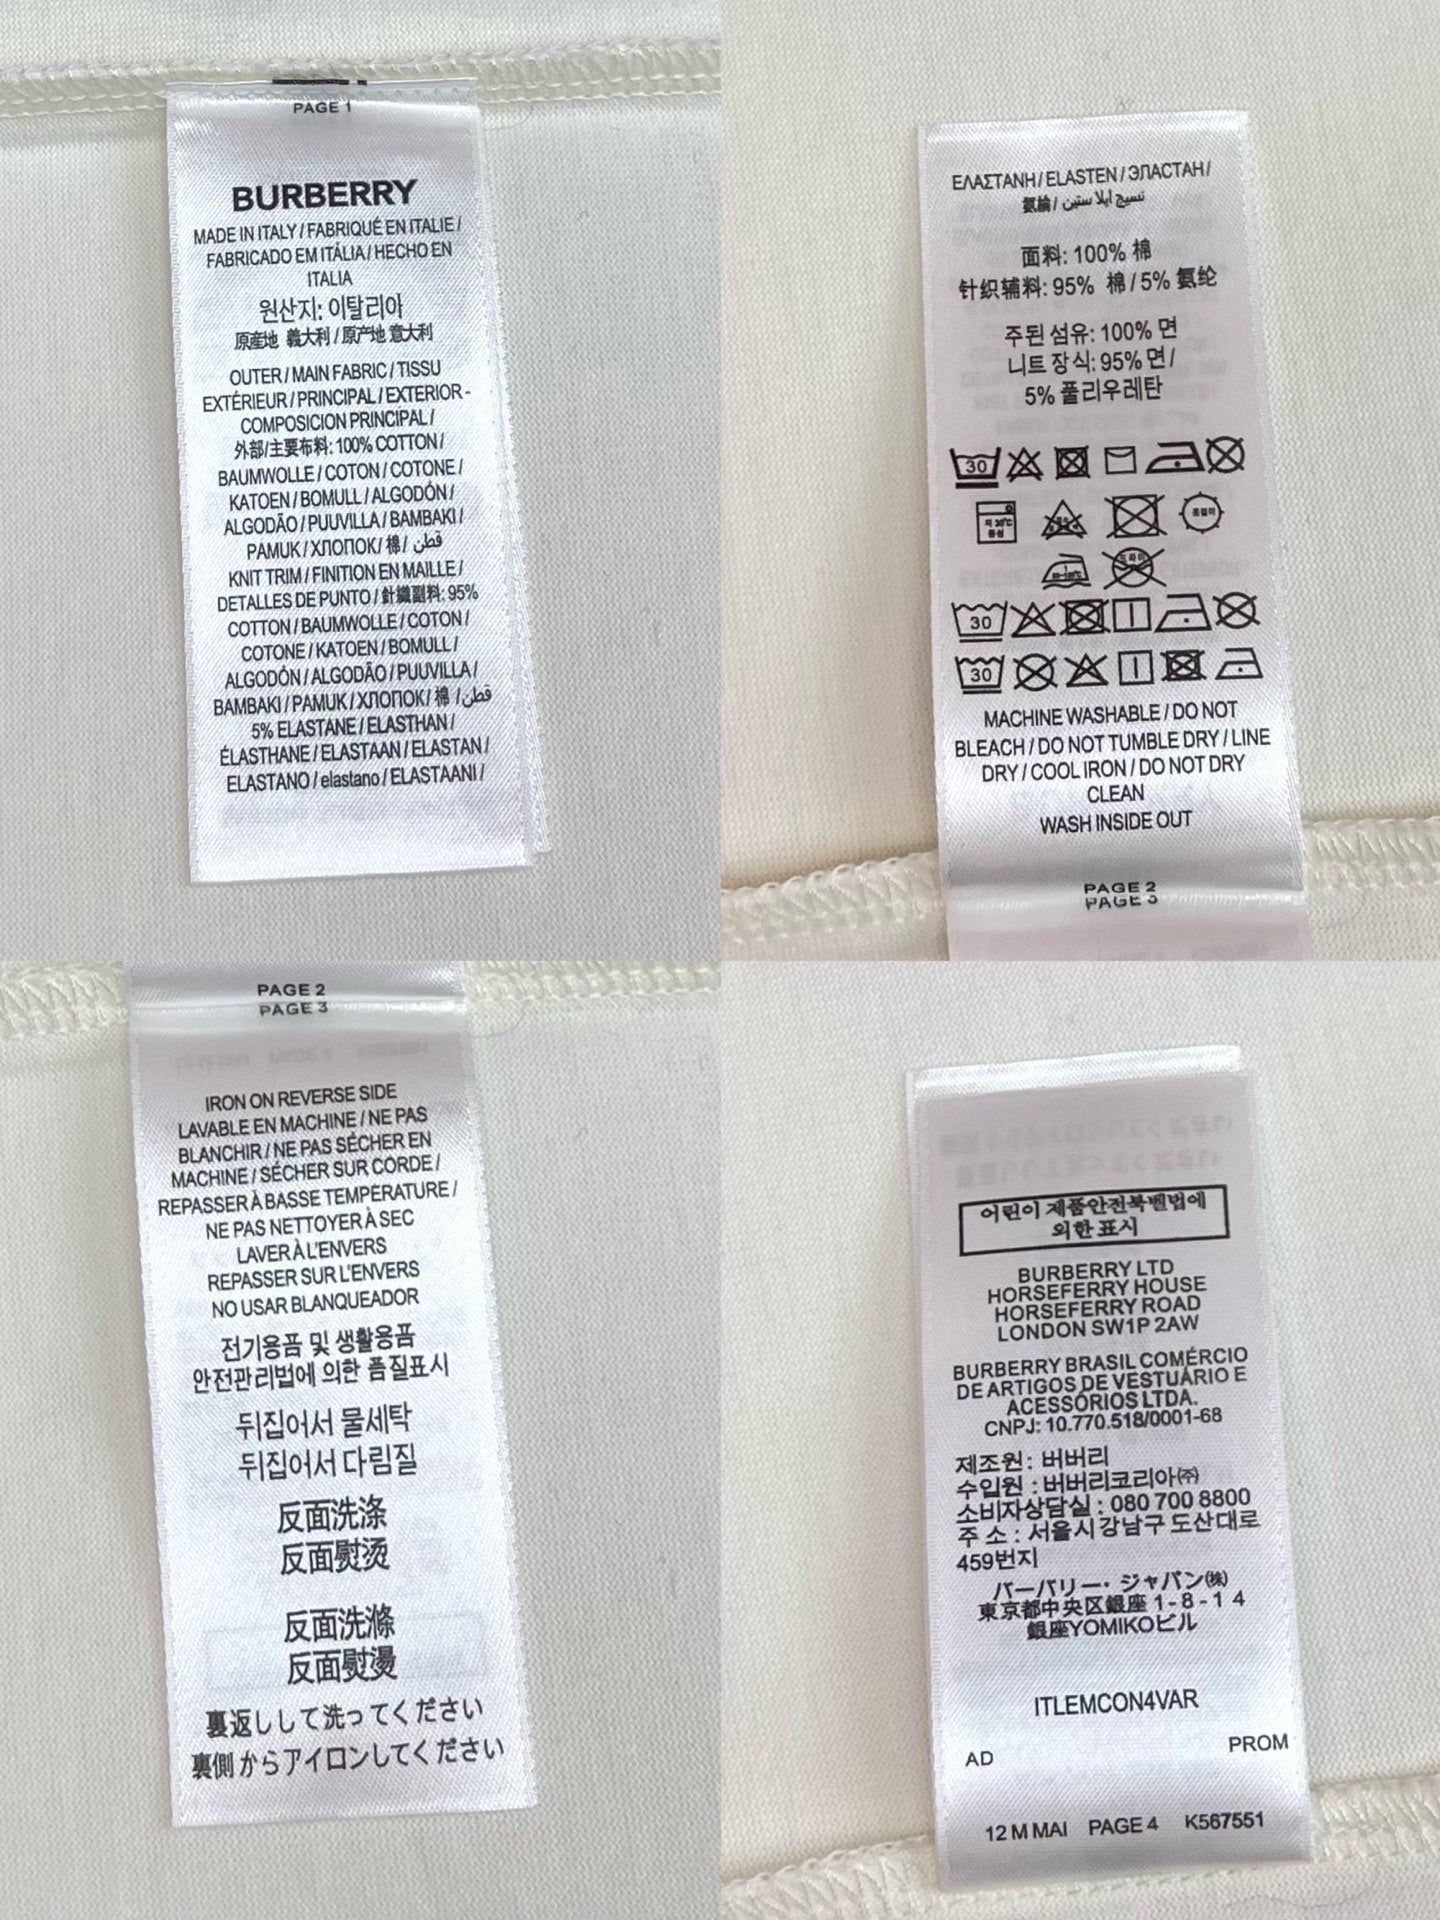 PAGE 1
BURBERRY
MADE IN ITALY / FABRIQUÉ EN ITALIE /
FABRICADO EM ITÁLIA / HECHO EN
ITALIA
원산지: 이탈리아
原産地 義大利 / 原产地 意大利
OUTER / MAIN FABRIC / TISSU
EXTÉRIEUR / PRINCIPAL / EXTERIOR -
COMPOSICION PRINCIPAL /
外部/主要布料: 100% COTTON /
BAUMWOLLE / COTON / COTONE /
KATOEN / BOMULL / ALGODÓN /
ALGODÃO / PUUVILLA / BAMBAKI /
PAMUK / ХЛОПОК / 棉 / قطن
KNIT TRIM / FINITION EN MAILLE /
DETALLES DE PUNTO / 針織副料: 95%
COTTON / BAUMWOLLE / COTON /
COTONE / KATOEN / BOMULL /
ALGODÓN / ALGODÃO / PUUVILLA /
BAMBAKI / PAMUK / ХЛОПОК / 棉 / قطن
5% ELASTANE / ELASTHAN /
ÉLASTHANE / ELASTAAN / ELASTAN /
ELASTANO / elastano / ELASTAANI /
ΕΛΑΣΤΑΝΗ / ELASTEN / ЭПАСТАН /
氨綸 / نسيج ايلا ستين
面料: 100% 棉
针织辅料: 95% 棉 / 5% 氨纶
주된 섬유: 100% 면
니트 장식: 95% 면 /
5% 폴리우레탄
30
30
30
MACHINE WASHABLE / DO NOT
BLEACH / DO NOT TUMBLE DRY / LINE
DRY / COOL IRON / DO NOT DRY
CLEAN
WASH INSIDE OUT
PAGE 2
PAGE 3
PAGE 2
PAGE 3
IRON ON REVERSE SIDE
LAVABLE EN MACHINE / NE PAS
BLANCHIR / NE PAS SÉCHER EN
MACHINE / SÉCHER SUR CORDE /
REPASSER À BASSE TEMPÉRATURE /
NE PAS NETTOYER À SEC
LAVER À L'ENVERS
REPASSER SUR L'ENVERS
NO USAR BLANQUEADOR
전기용품 및 생활용품
안전관리법에 의한 품질표시
뒤집어서 물세탁
뒤집어서 다림질
反面洗涤
反面熨烫
反面洗滌
反面熨燙
裏返しして洗ってください
裏側からアイロンしてください
어린이 제품안전특별법에
의한 표시
BURBERRY LTD
HORSEFERRY HOUSE
HORSEFERRY ROAD
LONDON SW1P 2AW
BURBERRY BRASIL COMÉRCIO
DE ARTIGOS DE VESTUÁRIO E
ACESSÓRIOS LTDA.
CNPJ: 10.770.518/0001-68
제조원 : 버버리
수입원 : 버버리코리아㈜
소비자상담실 : 080 700 8800
주 소 : 서울시 강남구 도산대로
459번지
バーバリー・ジャパン㈱
東京都中央区銀座 1 - 8 - 1 4
銀座YOMIKOビル
ITLEMCON4VAR
AD PROM
12 M MAI PAGE 4 K567551